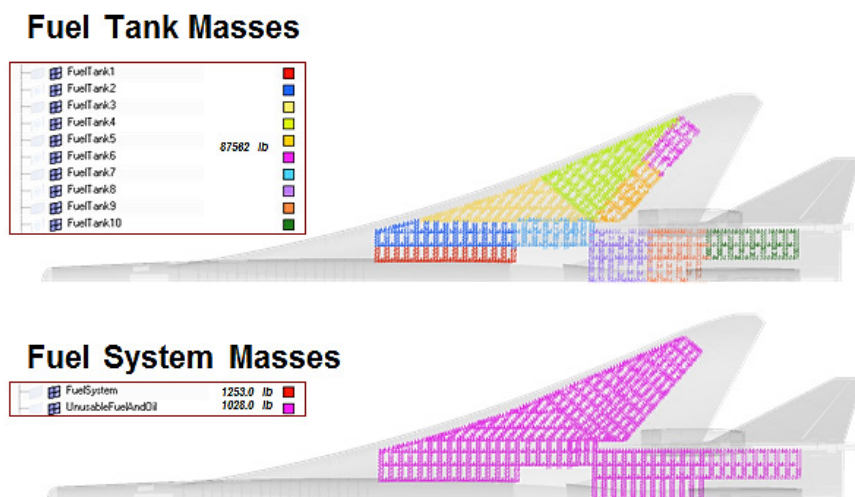 Fuel Tank Masses
FuelTank1
FuelTank2
FuelTank3
FuelTank4
FuelTank5
87562 lb
FuelTank6
FuelTank7
FuelTank8
FuelTank9
FuelTank10
Fuel System Masses
FuelSystem 1253.0 lb
UnusableFuelAndOil 1028.0 lb